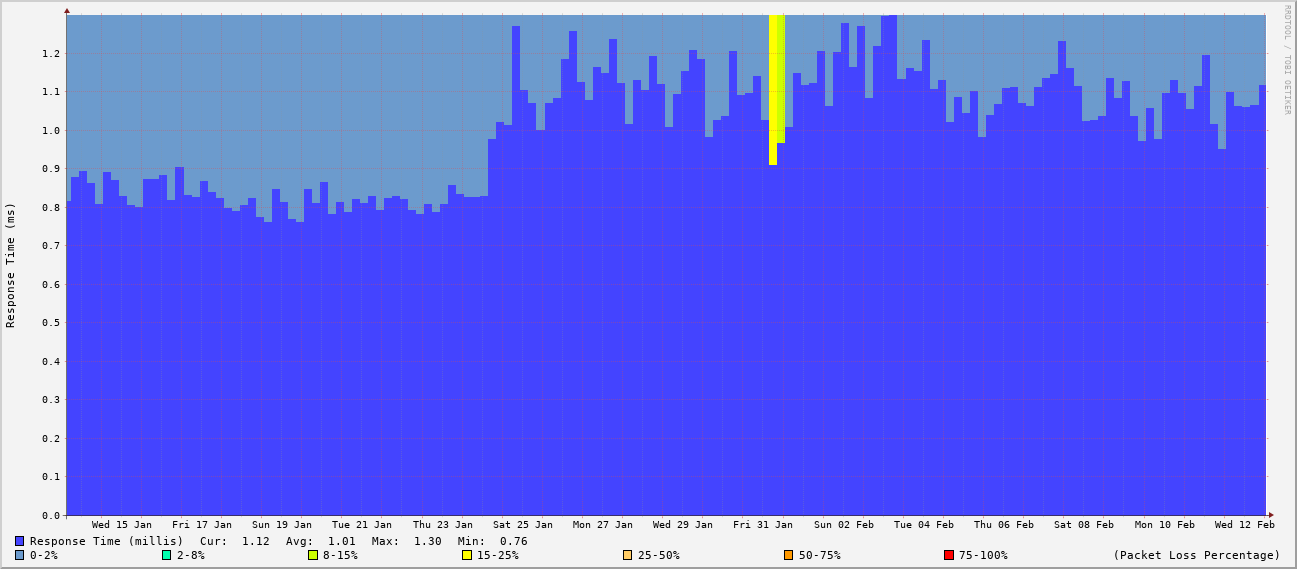 RRDTOOL / TOBI OETIKER
Response Time (ms)
1.2
1.1
1.0
0.9
0.8
0.7
0.6
0.5
0.4
0.3
0.2
0.1
0.0
Wed 15 Jan Fri 17 Jan Sun 19 Jan Tue 21 Jan Thu 23 Jan Sat 25 Jan Mon 27 Jan Wed 29 Jan Fri 31 Jan Sun 02 Feb Tue 04 Feb Thu 06 Feb Sat 08 Feb Mon 10 Feb Wed 12 Feb
Response Time (millis) Cur: 1.12 Avg: 1.01 Max: 1.30 Min: 0.76
0-2% 2-8% 8-15% 15-25% 25-50% 50-75% 75-100% (Packet Loss Percentage)